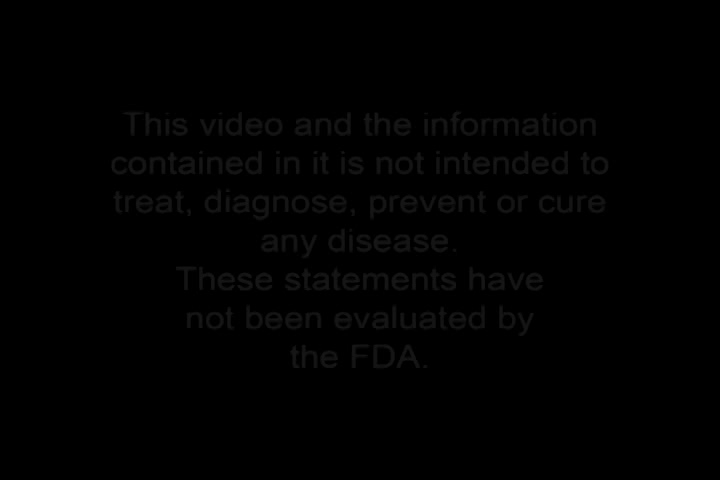 This video and the information
contained in it is not intended to
treat, diagnose, prevent or cure
any disease.
These statements have
not been evaluated by
the FDA.